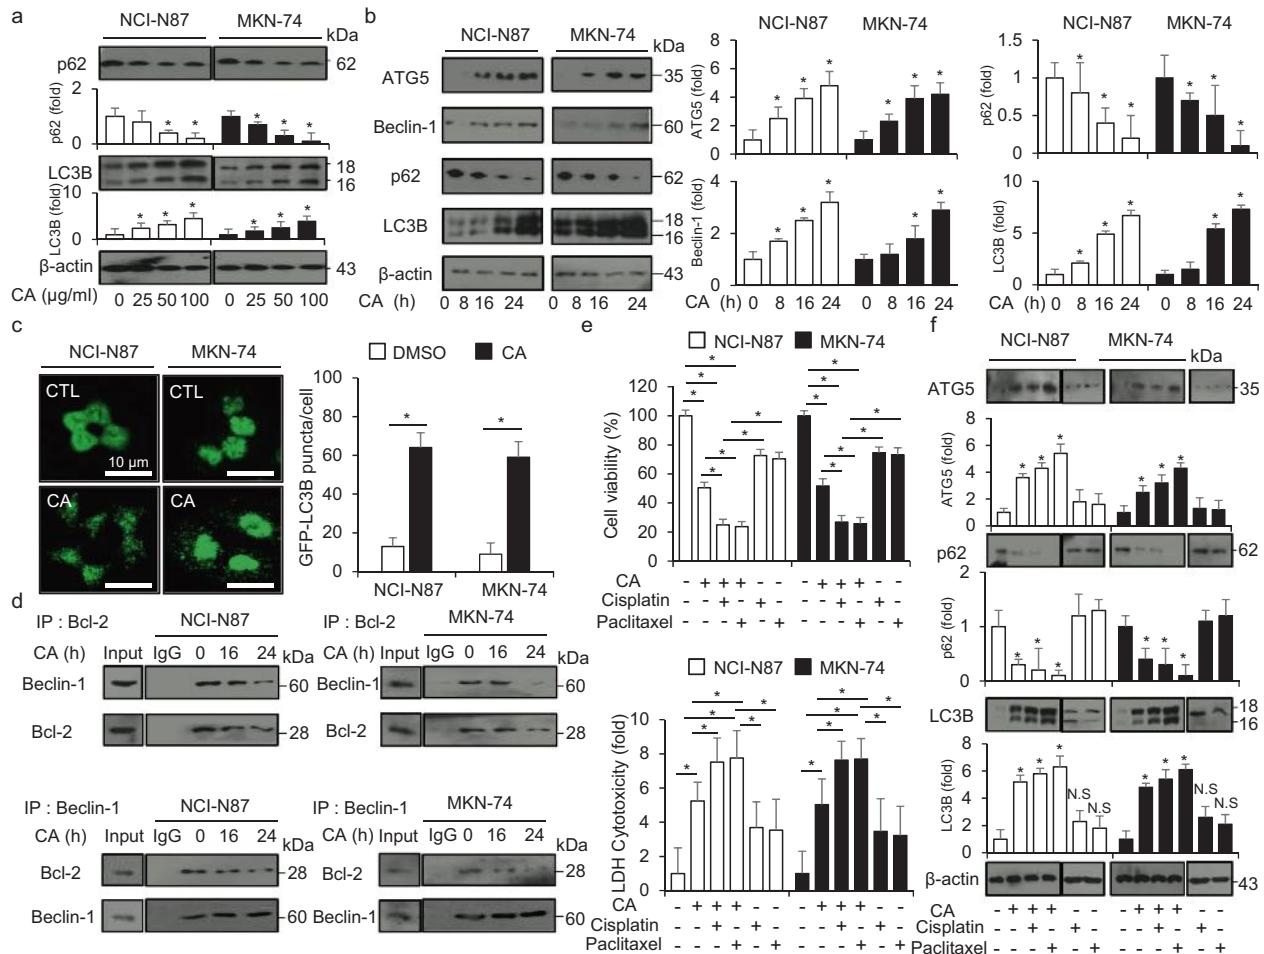 a
NCI-N87 MKN-74
kDa
p62 62
p62 (fold)
10
5
0
* * * * *
LC3B 18
16
LC3B (fold)
10
0
* * * * * *
β-actin 43
CA (µg/ml) 0 25 50 100 0 25 50 100
b
NCI-N87 MKN-74 kDa
ATG5 35
Beclin-1 60
p62 62
LC3B 18
16
β-actin 43
CA (h) 0 8 16 24 0 8 16 24
NCI-N87 MKN-74
ATG5 (fold)
8
6
4
2
0
* * * * * *
Beclin-1 (fold)
4
2
0
* * * * *
CA (h) 0 8 16 24 0 8 16 24
NCI-N87 MKN-74
p62 (fold)
1.5
1
0.5
0
* * * * * *
LC3B (fold)
10
5
0
* * * * *
CA (h) 0 8 16 24 0 8 16 24
c
NCI-N87 MKN-74
CTL CTL
10 µm
CA CA
DMSO CA
GFP-LC3B puncta/cell
100
80
60
40
20
0
* *
NCI-N87 MKN-74
d
IP : Bcl-2 NCI-N87
CA (h) Input IgG 0 16 24 kDa
Beclin-1 60
Bcl-2 28
IP : Bcl-2 MKN-74
CA (h) Input IgG 0 16 24 kDa
Beclin-1 60
Bcl-2 28
IP : Beclin-1 NCI-N87
CA (h) Input IgG 0 16 24 kDa
Bcl-2 28
Beclin-1 60
IP : Beclin-1 MKN-74
CA (h) Input IgG 0 16 24 kDa
Bcl-2 28
Beclin-1 60
e
NCI-N87 MKN-74
Cell viability (%)
120
100
80
60
40
20
0
* * * * * *
* * * * * *
CA - + + + - - - + + + - -
Cisplatin - - + - + - - - + - + -
Paclitaxel - - - + - + - - - + - +
NCI-N87 MKN-74
LDH Cytotoxicity (fold)
10
8
6
4
2
0
* * * * * *
* * * * * *
CA - + + + - - - + + + - -
Cisplatin - - + - + - - - + - + -
Paclitaxel - - - + - + - - - + - +
f
NCI-N87 MKN-74 kDa
ATG5 35
ATG5 (fold)
8
6
4
2
0
* * * * * *
p62 62
p62 (fold)
2
1
0
* * * * * *
LC3B 18
16
LC3B (fold)
8
6
4
2
0
* * * N.S N.S * * * N.S N.S
β-actin 43
CA - + + + - - - + + + - -
Cisplatin - - + - + - - - + - + -
Paclitaxel - - - + - + - - - + - +